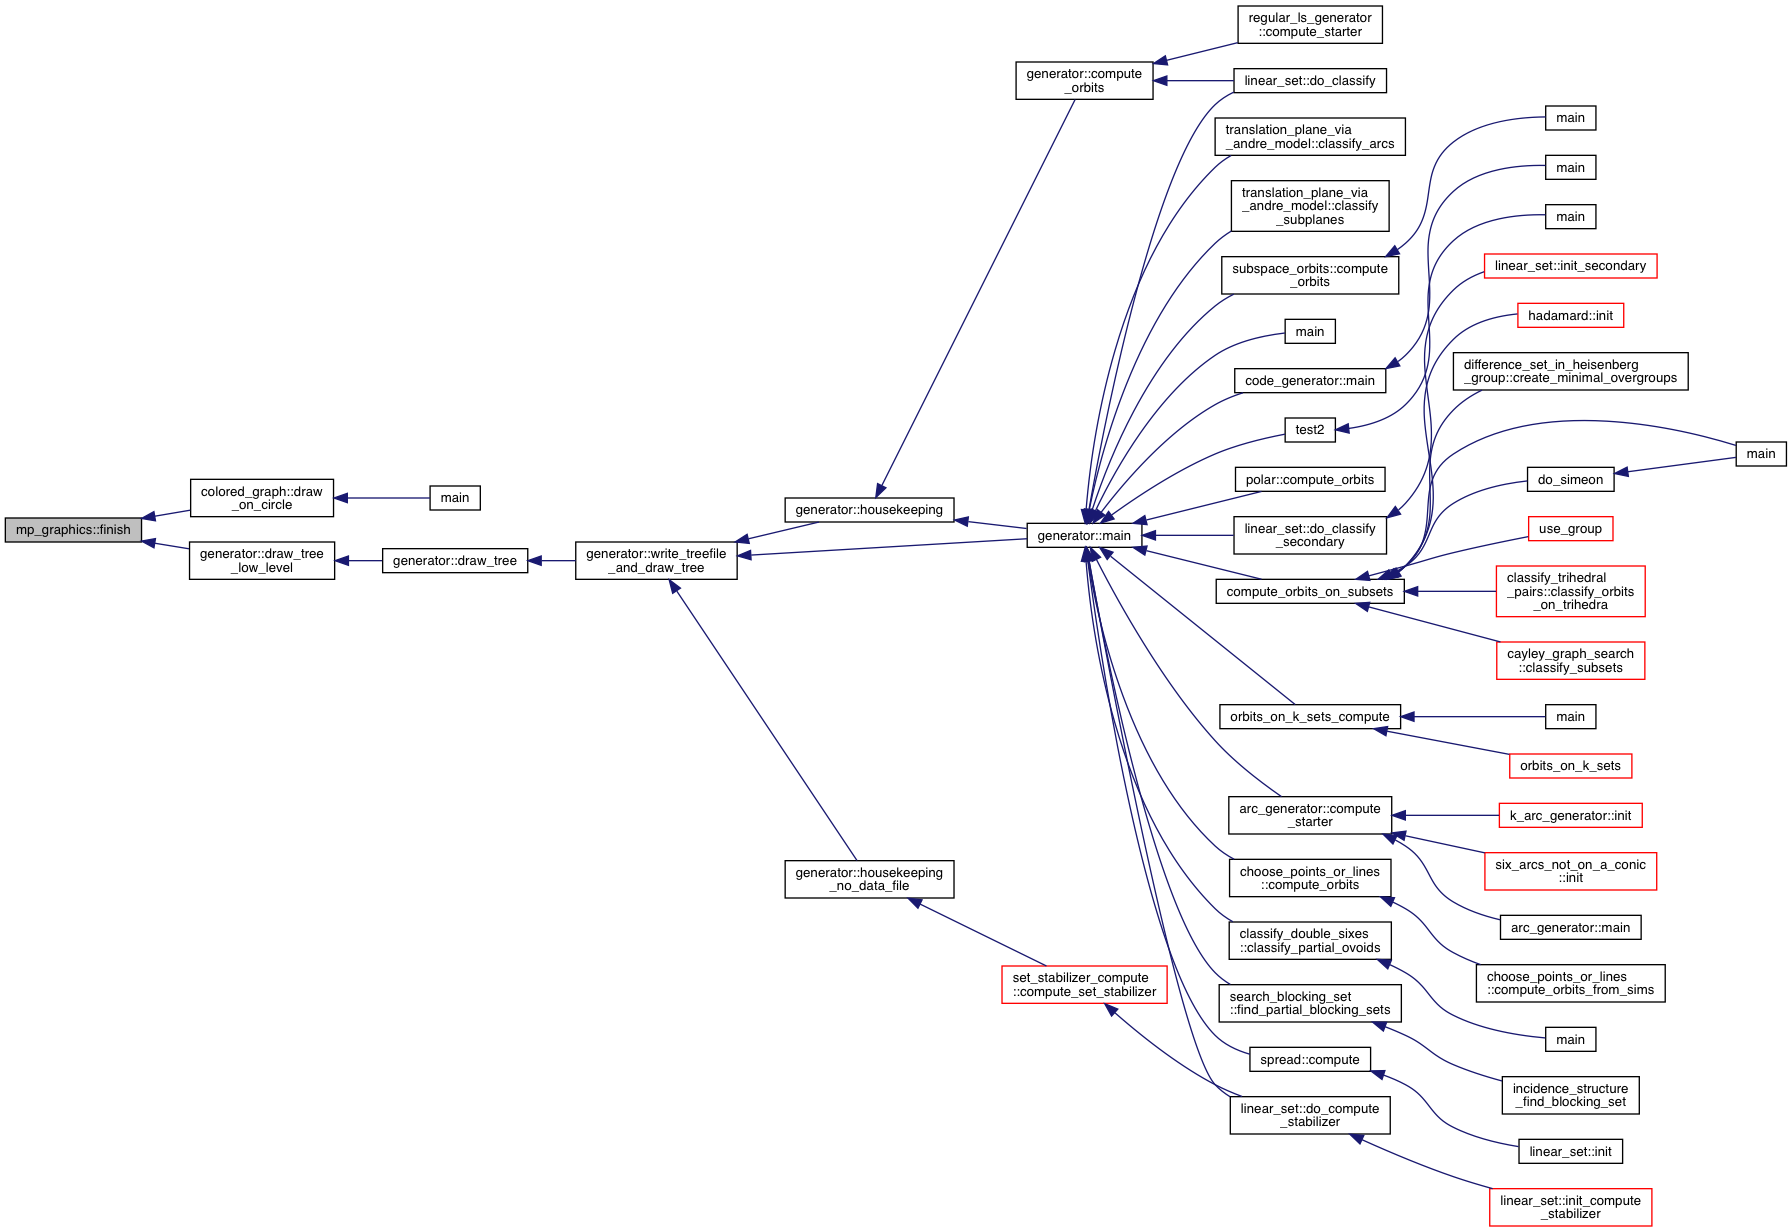 mp_graphics::finish
colored_graph::draw
_on_circle
main
generator::draw_tree
_low_level
generator::draw_tree
generator::write_treefile
_and_draw_tree
generator::housekeeping
generator::compute
_orbits
regular_ls_generator
::compute_starter
linear_set::do_classify
generator::main
translation_plane_via
_andre_model::classify_arcs
translation_plane_via
_andre_model::classify
_subplanes
subspace_orbits::compute
_orbits
main
main
code_generator::main
main
test2
main
polar::compute_orbits
linear_set::do_classify
_secondary
linear_set::init_secondary
compute_orbits_on_subsets
hadamard::init
difference_set_in_heisenberg
_group::create_minimal_overgroups
main
do_simeon
use_group
classify_trihedral
_pairs::classify_orbits
_on_trihedra
cayley_graph_search
::classify_subsets
orbits_on_k_sets_compute
main
orbits_on_k_sets
arc_generator::compute
_starter
k_arc_generator::init
six_arcs_not_on_a_conic
::init
arc_generator::main
choose_points_or_lines
::compute_orbits
choose_points_or_lines
::compute_orbits_from_sims
classify_double_sixes
::classify_partial_ovoids
main
search_blocking_set
::find_partial_blocking_sets
incidence_structure
_find_blocking_set
spread::compute
linear_set::init
linear_set::do_compute
_stabilizer
linear_set::init_compute
_stabilizer
generator::housekeeping
_no_data_file
set_stabilizer_compute
::compute_set_stabilizer